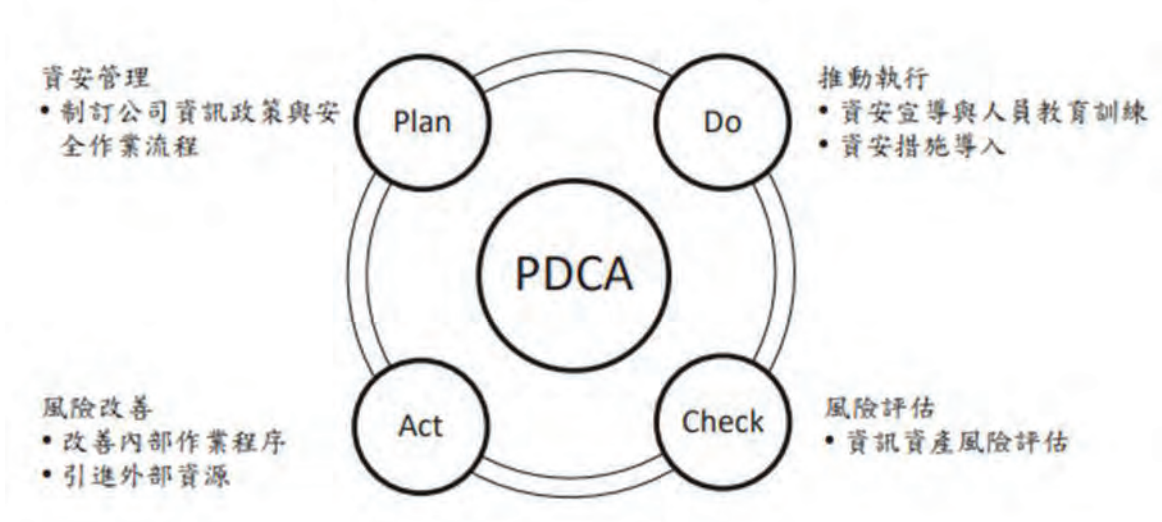 資安管理
• 制訂公司資訊政策與安
全作業流程
Plan
Do
推動執行
• 資安宣導與人員教育訓練
• 資安措施導入
PDCA
風險改善
• 改善內部作業程序
• 引進外部資源
Act
Check
風險評估
• 資訊資產風險評估